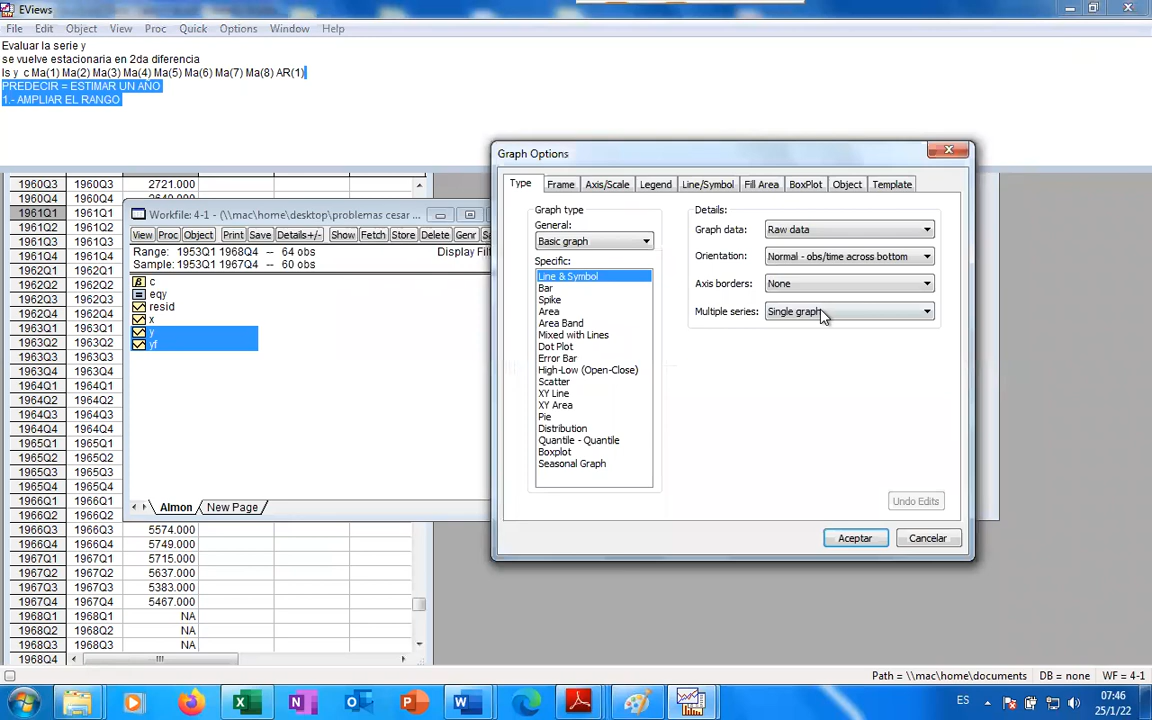 EViews
File Edit Object View Proc Quick Options Window Help
Evaluar la serie y
se vuelve estacionaria en 2da diferencia
ls y c Ma(1) Ma(2) Ma(3) Ma(4) Ma(5) Ma(6) Ma(7) Ma(8) AR(1)
PREDECIR = ESTIMAR UN AÑO
1.- AMPLIAR EL RANGO
1960Q3 1960Q3 2721.000
1960Q4 1960Q4
1961Q1 1961Q1
1961Q2 1961Q2
1961Q3 1961Q3
1961Q4 1961Q4
1962Q1 1962Q1
1962Q2 1962Q2
1962Q3 1962Q3
1962Q4 1962Q4
1963Q1 1963Q1
1963Q2 1963Q2
1963Q3 1963Q3
1963Q4 1963Q4
1964Q1 1964Q1
1964Q2 1964Q2
1964Q3 1964Q3
1964Q4 1964Q4
1965Q1 1965Q1
1965Q2 1965Q2
1965Q3 1965Q3
1965Q4 1965Q4
1966Q1 1966Q1
1966Q2 1966Q2 5574.000
1966Q3 1966Q3 5749.000
1967Q1 1967Q1 5715.000
1967Q2 1967Q2 5637.000
1967Q3 1967Q3 5383.000
1967Q4 1967Q4 5467.000
1968Q1 1968Q1 NA
1968Q2 1968Q2 NA
1968Q3 1968Q3 NA
1968Q4
Workfile: 4-1 - (\\mac\home\desktop\problemas cesar ...
View Proc Object Print Save Details+/- Show Fetch Store Delete Genr
Range: 1953Q1 1968Q4 -- 64 obs Display Fil
Sample: 1953Q1 1967Q4 -- 60 obs
c
eqy
resid
x
y
yf
Almon New Page
Graph Options
Type Frame Axis/Scale Legend Line/Symbol Fill Area BoxPlot Object Template
Graph type
General:
Basic graph
Specific:
Line & Symbol
Bar
Spike
Area
Area Band
Mixed with Lines
Dot Plot
Error Bar
High-Low (Open-Close)
Scatter
XY Line
XY Area
Pie
Distribution
Quantile - Quantile
Boxplot
Seasonal Graph
Details:
Graph data: Raw data
Orientation: Normal - obs/time across bottom
Axis borders: None
Multiple series: Single graph
Undo Edits
Aceptar Cancelar
Path = \\mac\home\documents DB = none WF = 4-1
ES 07:46
25/1/22